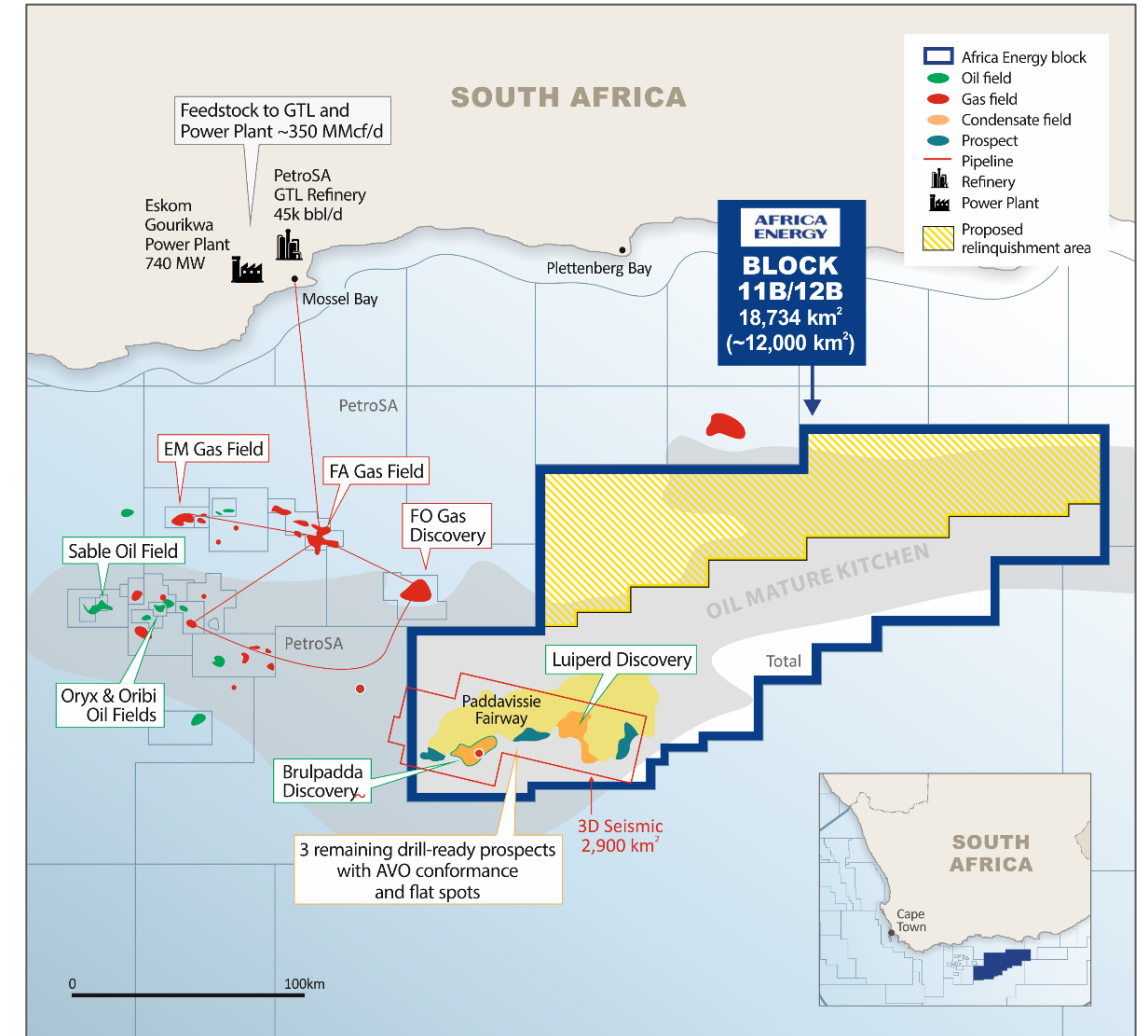 SOUTH AFRICA
Feedstock to GTL and
Power Plant ~350 MMcf/d
PetroSA
GTL Refinery
45k bbl/d
Eskom
Gourikwa
Power Plant
740 MW
Mossel Bay
Plettenberg Bay
Africa Energy block
Oil field
Gas field
Condensate field
Prospect
Pipeline
Refinery
Power Plant
Proposed
relinquishment area
AFRICA
ENERGY
BLOCK
11B/12B
18,734 km²
(~12,000 km²)
PetroSA
EM Gas Field
FA Gas Field
FO Gas
Discovery
Sable Oil Field
OIL MATURE KITCHEN
PetroSA
Luiperd Discovery
Total
Oryx & Oribi
Oil Fields
Paddavissie
Fairway
Brulpadda
Discovery
3D Seismic
2,900 km²
3 remaining drill-ready prospects
with AVO conformance
and flat spots
SOUTH
AFRICA
Cape
Town
0
100km